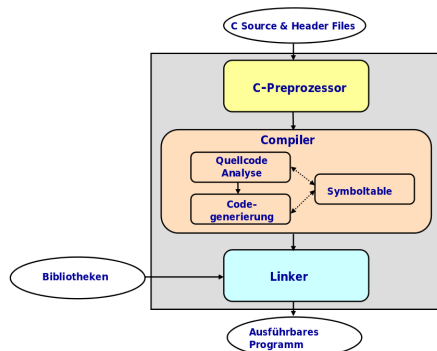 C Source & Header Files
C-Preprozessor
Compiler
Quellcode
Analyse
Symboltable
Code-
generierung
Bibliotheken
Linker
Ausführbares
Programm